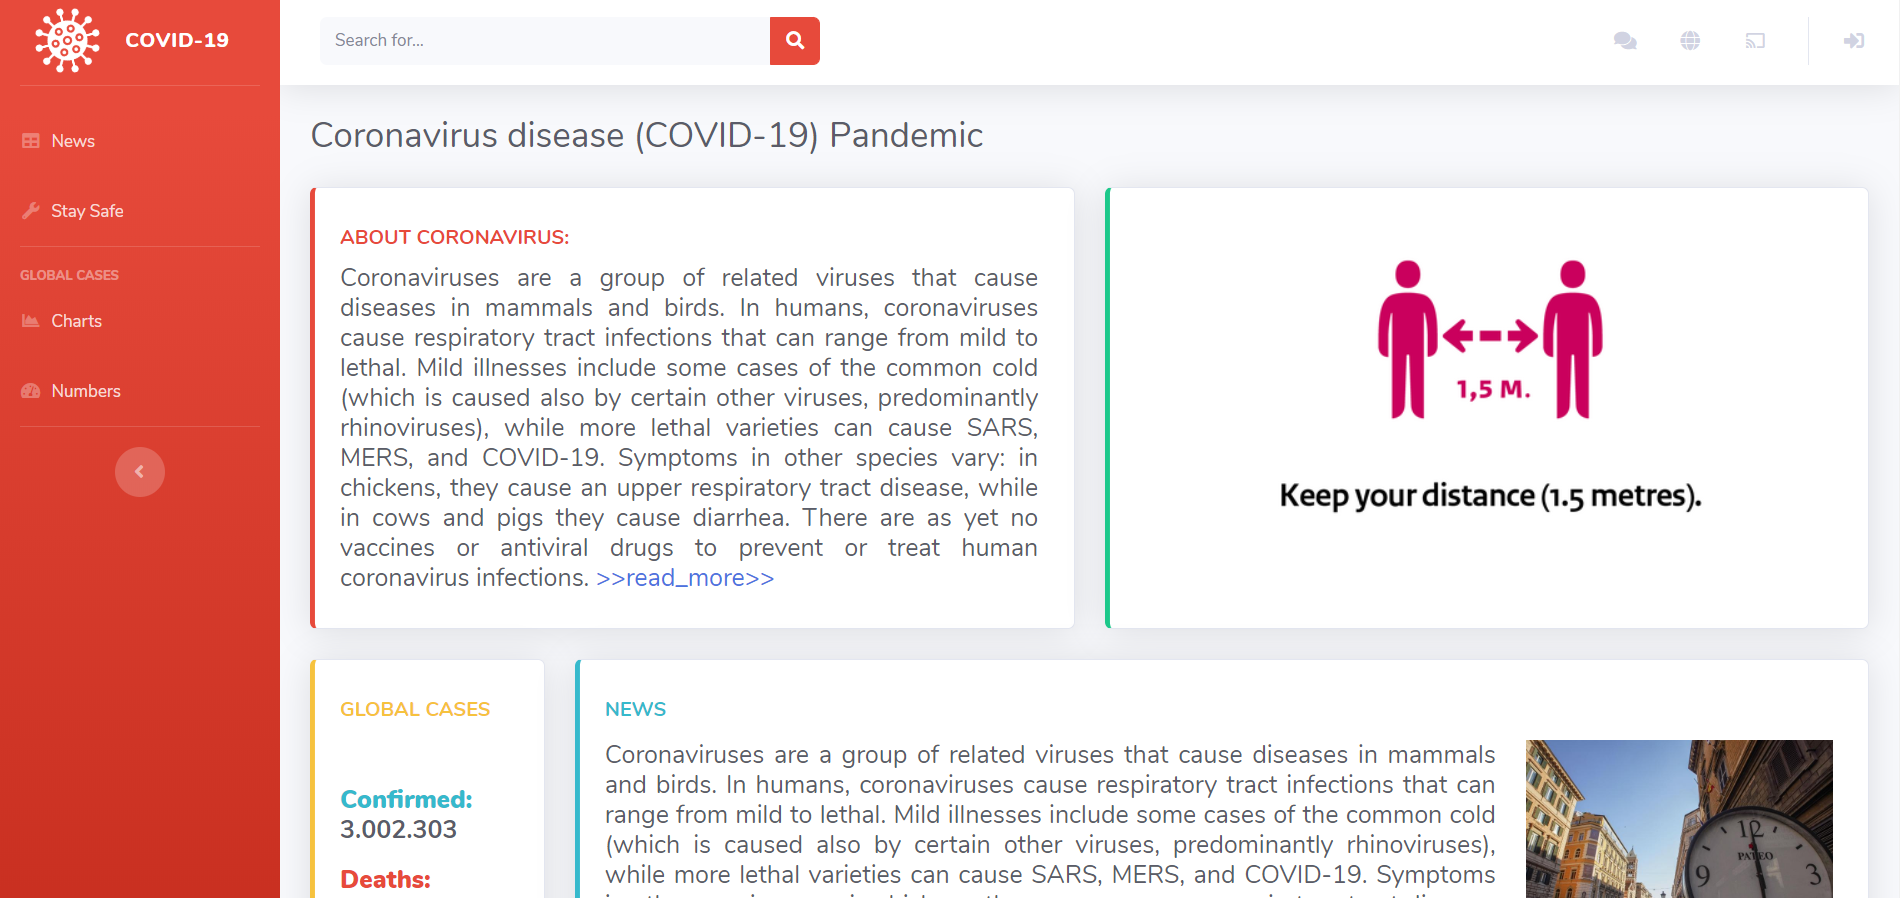 COVID-19
Search for...
News
Stay Safe
GLOBAL CASES
Charts
Numbers
Coronavirus disease (COVID-19) Pandemic
ABOUT CORONAVIRUS:
Coronaviruses are a group of related viruses that cause
diseases in mammals and birds. In humans, coronaviruses
cause respiratory tract infections that can range from mild to
lethal. Mild illnesses include some cases of the common cold
(which is caused also by certain other viruses, predominantly
rhinoviruses), while more lethal varieties can cause SARS,
MERS, and COVID-19. Symptoms in other species vary: in
chickens, they cause an upper respiratory tract disease, while
in cows and pigs they cause diarrhea. There are as yet no
vaccines or antiviral drugs to prevent or treat human
coronavirus infections. >>read_more>>
1,5 M.
Keep your distance (1.5 metres).
GLOBAL CASES
Confirmed:
3.002.303
Deaths:
NEWS
Coronaviruses are a group of related viruses that cause diseases in mammals
and birds. In humans, coronaviruses cause respiratory tract infections that can
range from mild to lethal. Mild illnesses include some cases of the common cold
(which is caused also by certain other viruses, predominantly rhinoviruses),
while more lethal varieties can cause SARS, MERS, and COVID-19. Symptoms
12
9
3